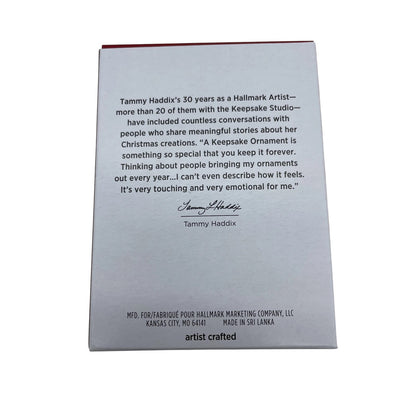 Tammy Haddix's 30 years as a Hallmark Artist—
more than 20 of them with the Keepsake Studio—
have included countless conversations with
people who share meaningful stories about her
Christmas creations. "A Keepsake Ornament is
something so special that you keep it forever.
Thinking about people bringing my ornaments
out every year...I can't even describe how it feels.
It's very touching and very emotional for me."
Tammy L Haddix
Tammy Haddix
MFD. FOR/FABRIQUÉ POUR HALLMARK MARKETING COMPANY, LLC
KANSAS CITY, MO 64141 MADE IN SRI LANKA
artist crafted